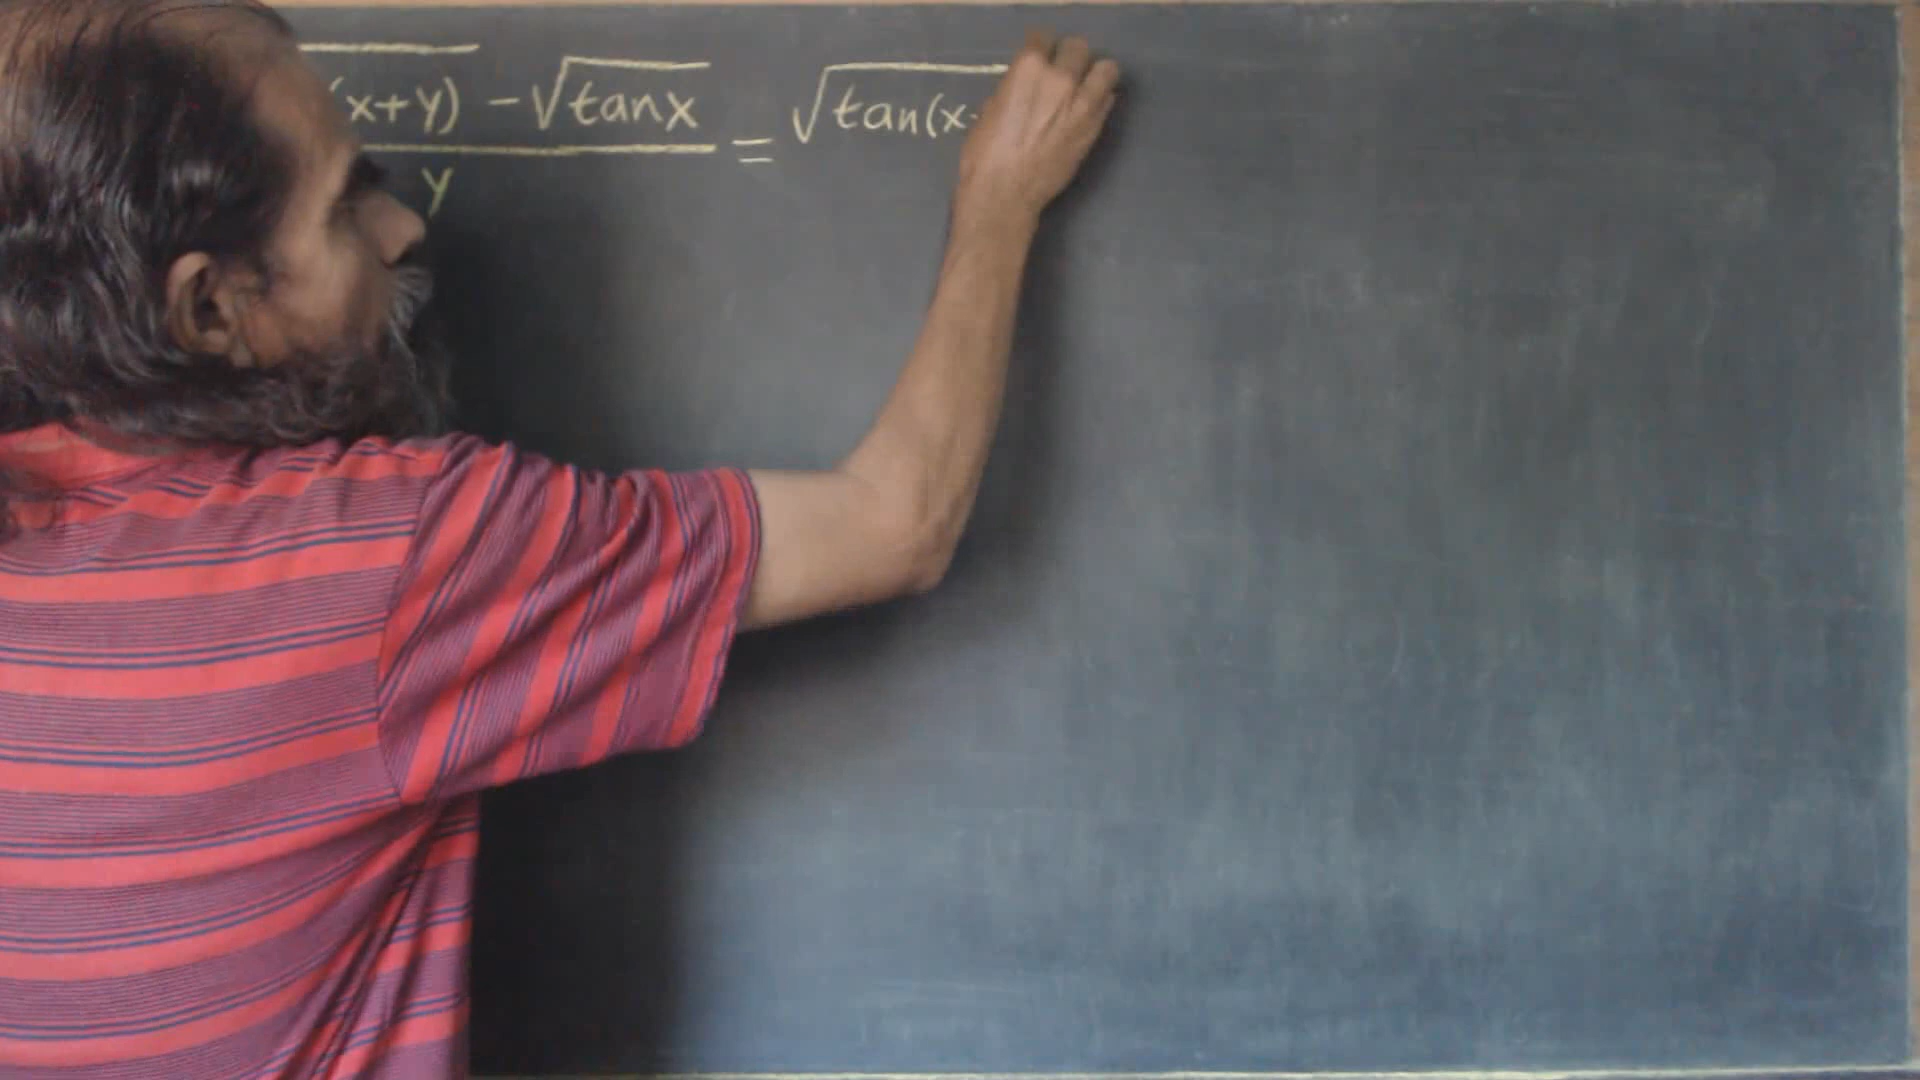 (x+y) - √tanx = √tan(x
y